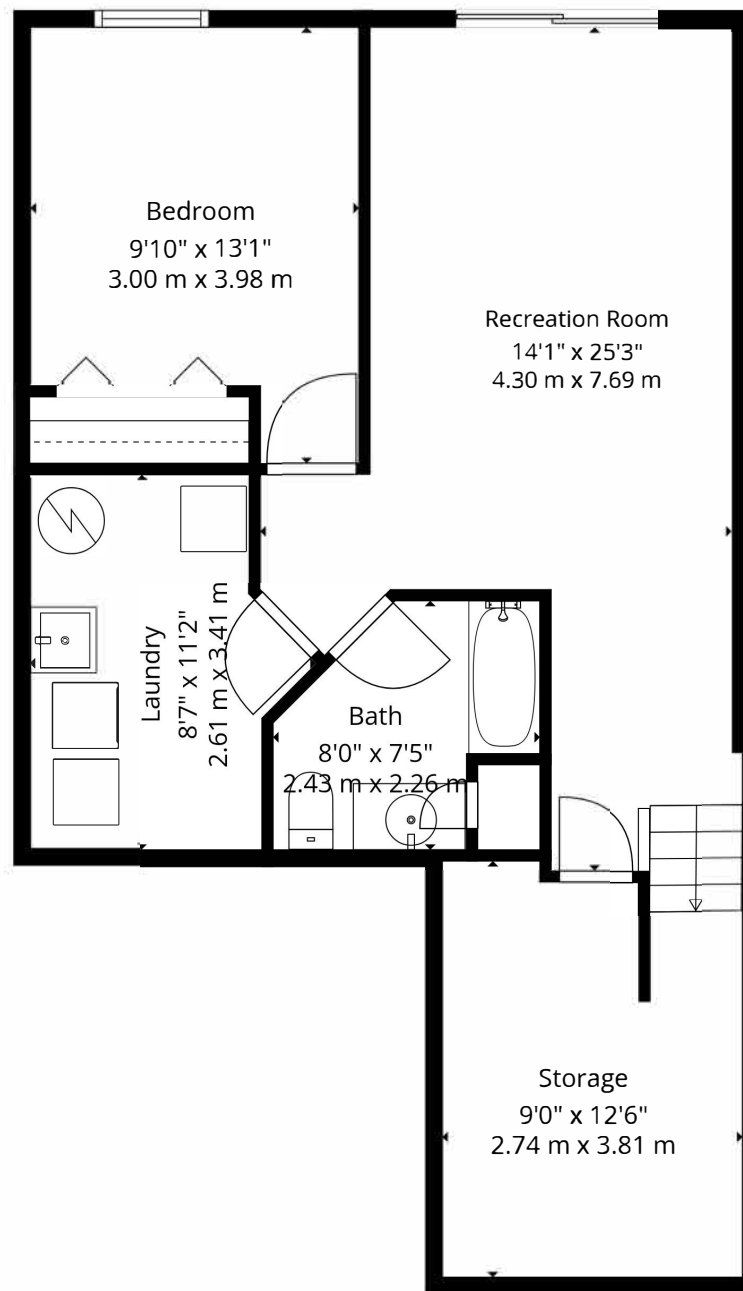 Bedroom
9'10" x 13'1"
3.00 m x 3.98 m
Recreation Room
14'1" x 25'3"
4.30 m x 7.69 m
Laundry
8'7" x 11'2"
2.61 m x 3.41 m
Bath
8'0" x 7'5"
2.43 m x 2.26 m
Storage
9'0" x 12'6"
2.74 m x 3.81 m